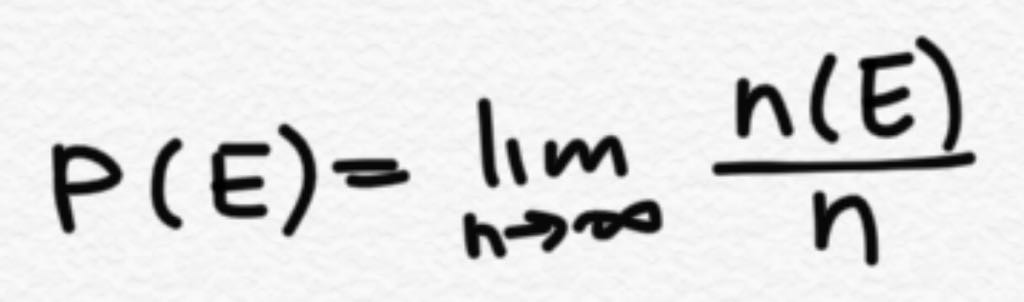 P(E) = lim n→∞ n(E)/n